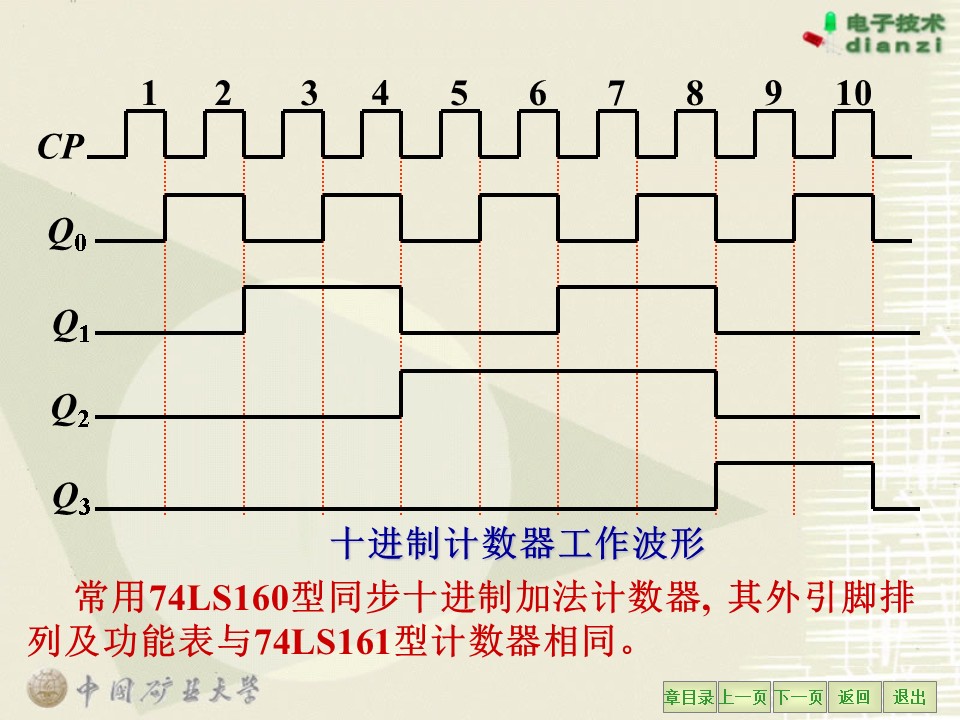 电子技术
dianzi
1 2 3 4 5 6 7 8 9 10
CP
Q0
Q1
Q2
Q3
十进制计数器工作波形
常用74LS160型同步十进制加法计数器, 其外引脚排
列及功能表与74LS161型计数器相同。
中国矿业大学
章目录 上一页 下一页 返回 退出